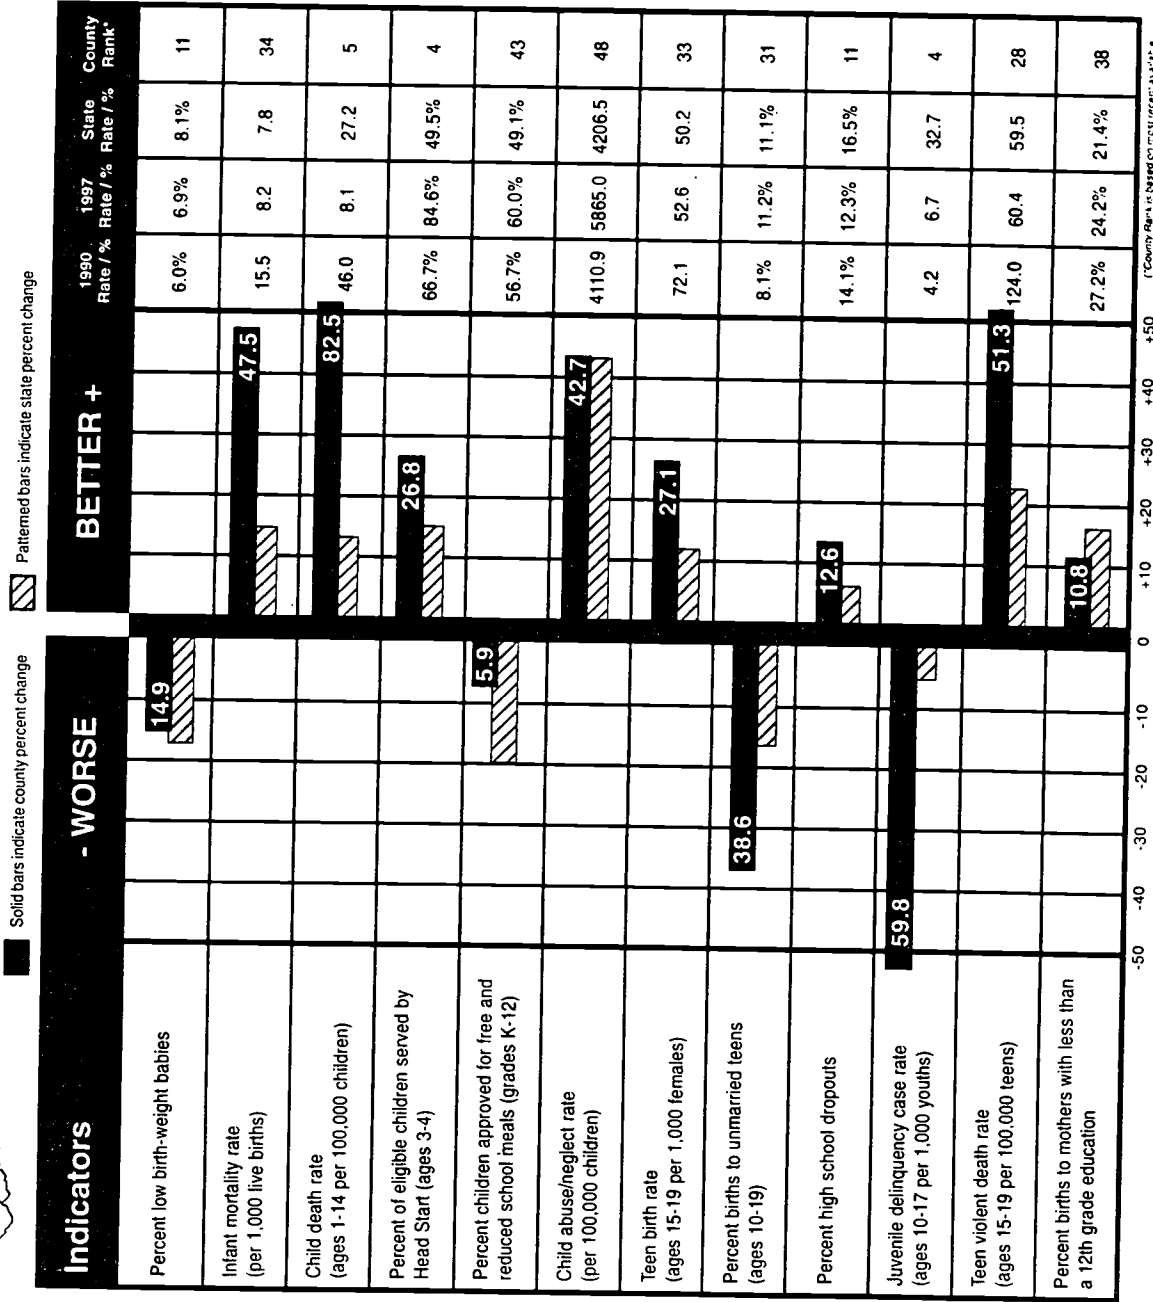 Solid bars indicate county percent change
Patterned bars indicate state percent change
Indicators
- WORSE
BETTER +
1990
Rate / %
1997
Rate / %
State
Rate / %
County
Rank*
Percent low birth-weight babies
14.9
6.0%
6.9%
8.1%
11
Infant mortality rate
(per 1,000 live births)
47.5
15.5
8.2
7.8
34
Child death rate
(ages 1-14 per 100,000 children)
82.5
46.0
8.1
27.2
5
Percent of eligible children served by
Head Start (ages 3-4)
26.8
66.7%
84.6%
49.5%
4
Percent children approved for free and
reduced school meals (grades K-12)
5.9
56.7%
60.0%
49.1%
43
Child abuse/neglect rate
(per 100,000 children)
42.7
4110.9
5865.0
4206.5
48
Teen birth rate
(ages 15-19 per 1,000 females)
27.1
72.1
52.6
50.2
33
Percent births to unmarried teens
(ages 10-19)
38.6
8.1%
11.2%
11.1%
31
Percent high school dropouts
12.6
14.1%
12.3%
16.5%
11
Juvenile delinquency case rate
(ages 10-17 per 1,000 youths)
59.8
4.2
6.7
32.7
4
Teen violent death rate
(ages 15-19 per 100,000 teens)
51.3
124.0
60.4
59.5
28
Percent births to mothers with less than
a 12th grade education
10.8
27.2%
24.2%
21.4%
38
-50
-40
-30
-20
-10
0
+10
+20
+30
+40
+50
(*County Rank is based on most recent